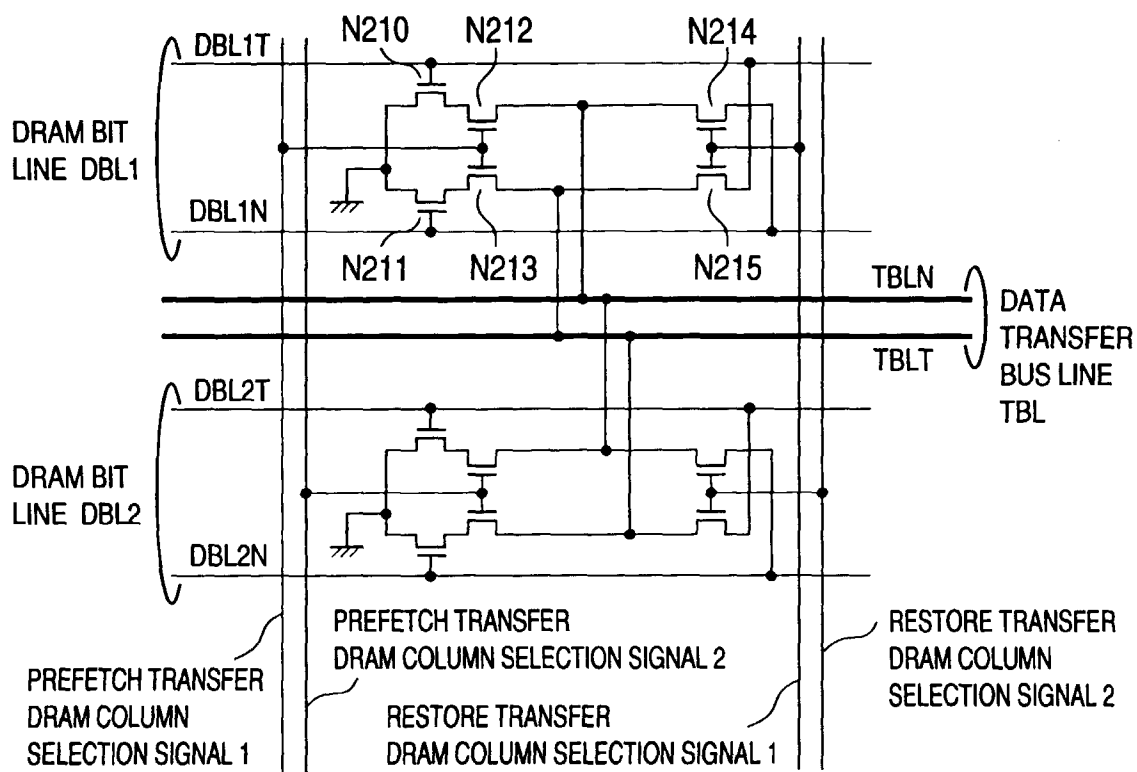 N210
N212
N214
DBL1T
DRAM BIT
LINE DBL1
DBL1N
N211
N213
N215
TBLN
TBLT
DATA
TRANSFER
BUS LINE
TBL
DBL2T
DRAM BIT
LINE DBL2
DBL2N
PREFETCH TRANSFER
DRAM COLUMN SELECTION SIGNAL 2
RESTORE TRANSFER
DRAM COLUMN
SELECTION SIGNAL 2
PREFETCH TRANSFER
DRAM COLUMN
SELECTION SIGNAL 1
RESTORE TRANSFER
DRAM COLUMN SELECTION SIGNAL 1